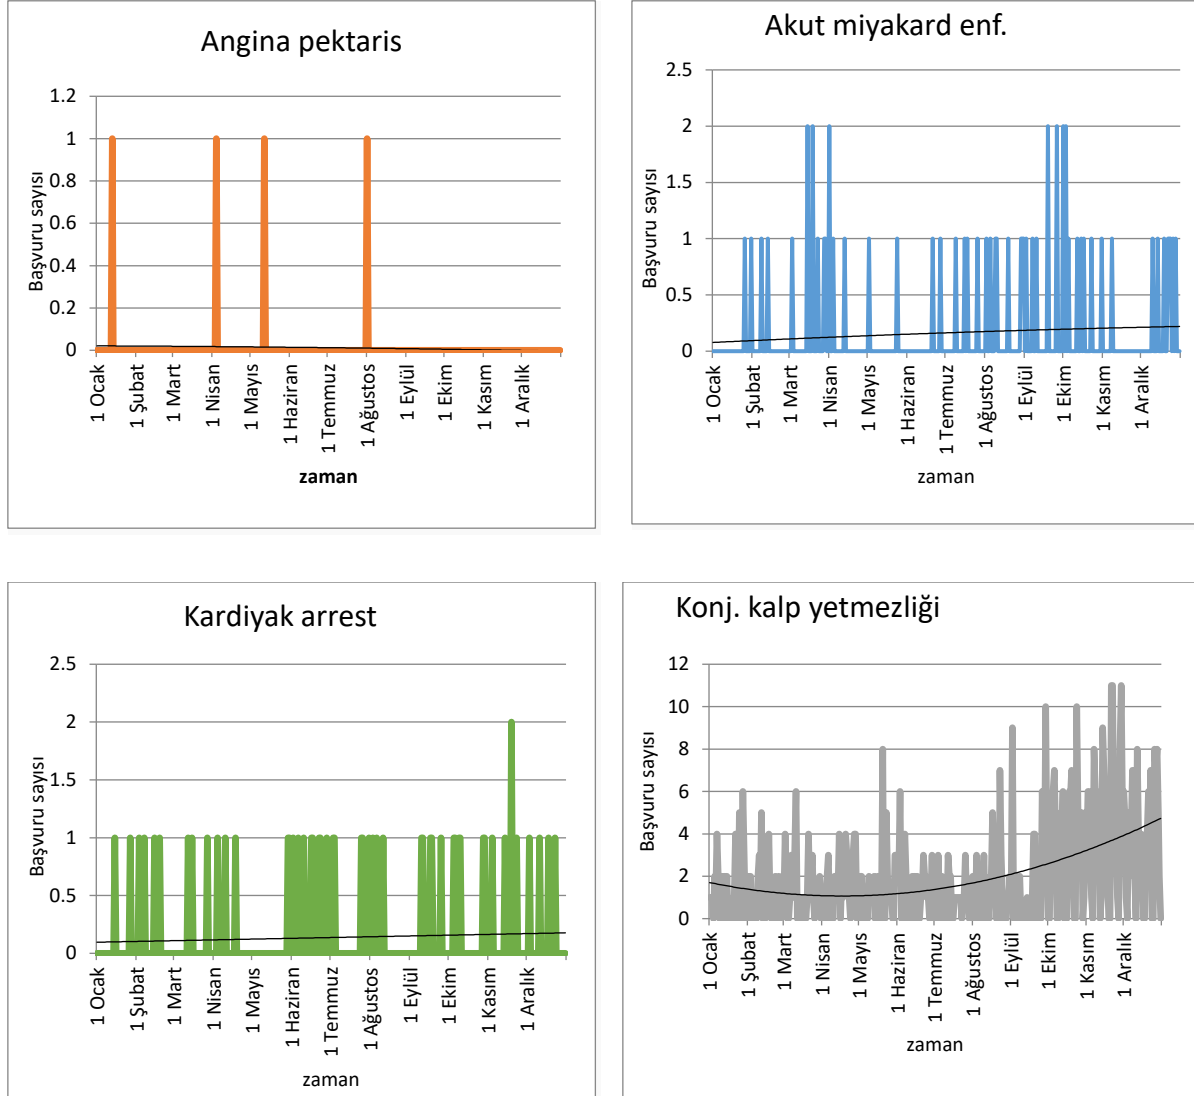 Angina pektaris
1.2
1
0.8
0.6
0.4
0.2
0
Başvuru sayısı
1 Ocak
1 Şubat
1 Mart
1 Nisan
1 Mayıs
1 Haziran
1 Temmuz
1 Ağustos
1 Eylül
1 Ekim
1 Kasım
1 Aralık
zaman
Akut miyakard enf.
2.5
2
1.5
1
0.5
0
Başvuru sayısı
1 Ocak
1 Şubat
1 Mart
1 Nisan
1 Mayıs
1 Haziran
1 Temmuz
1 Ağustos
1 Eylül
1 Ekim
1 Kasım
1 Aralık
zaman
Kardiyak arrest
2.5
2
1.5
1
0.5
0
Başvuru sayısı
1 Ocak
1 Şubat
1 Mart
1 Nisan
1 Mayıs
1 Haziran
1 Temmuz
1 Ağustos
1 Eylül
1 Ekim
1 Kasım
1 Aralık
zaman
Konj. kalp yetmezliği
12
10
8
6
4
2
0
Başvuru sayısı
1 Ocak
1 Şubat
1 Mart
1 Nisan
1 Mayıs
1 Haziran
1 Temmuz
1 Ağustos
1 Eylül
1 Ekim
1 Kasım
1 Aralık
zaman